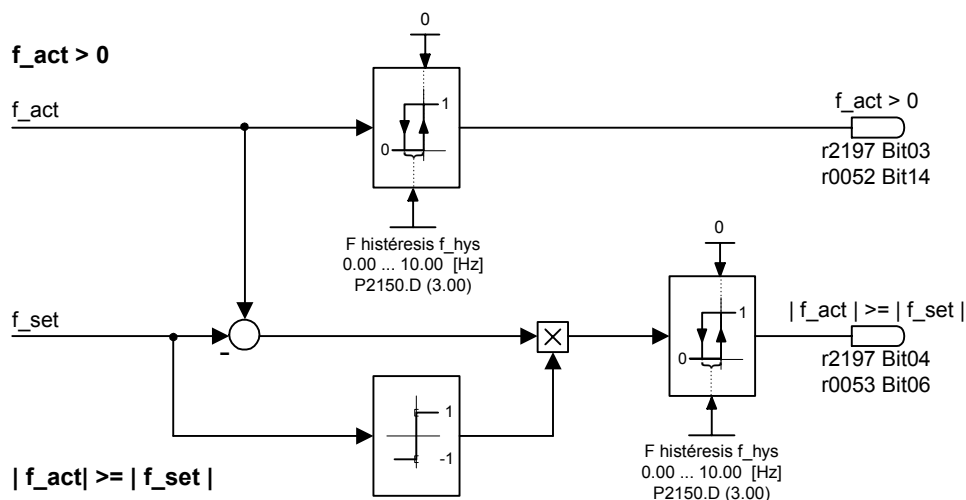 0
f_act > 0
f_act
1
0
f_act > 0
r2197 Bit03
r0052 Bit14
F histéresis f_hys
0.00 ... 10.00 [Hz]
P2150.D (3.00)
0
f_set
-
1
0
| f_act | >= | f_set |
r2197 Bit04
r0053 Bit06
1
-1
F histéresis f_hys
0.00 ... 10.00 [Hz]
P2150.D (3.00)
| f_act| >= | f_set |